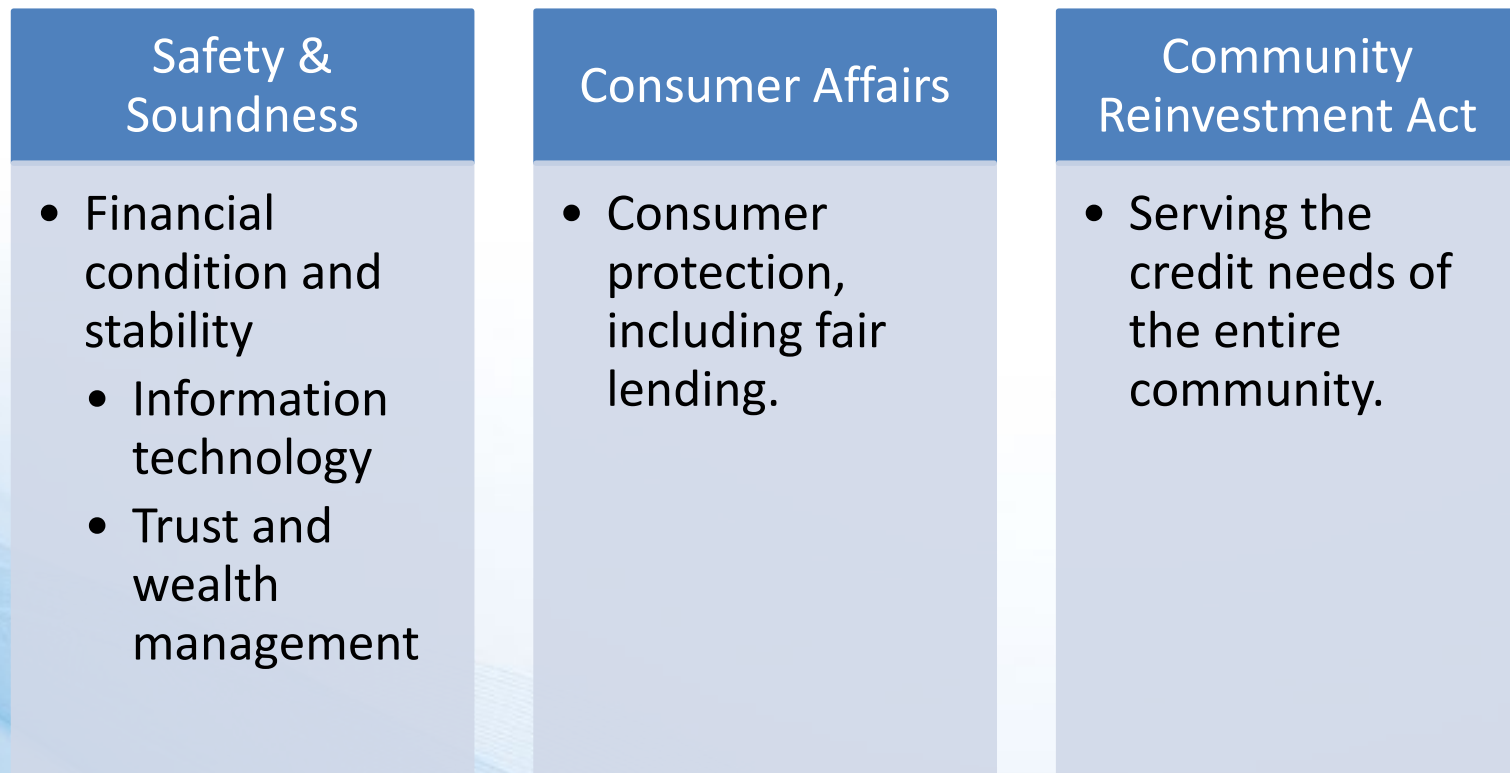 Safety &
Soundness
• Financial
condition and
stability
• Information
technology
• Trust and
wealth
management
Consumer Affairs
• Consumer
protection,
including fair
lending.
Community
Reinvestment Act
• Serving the
credit needs of
the entire
community.